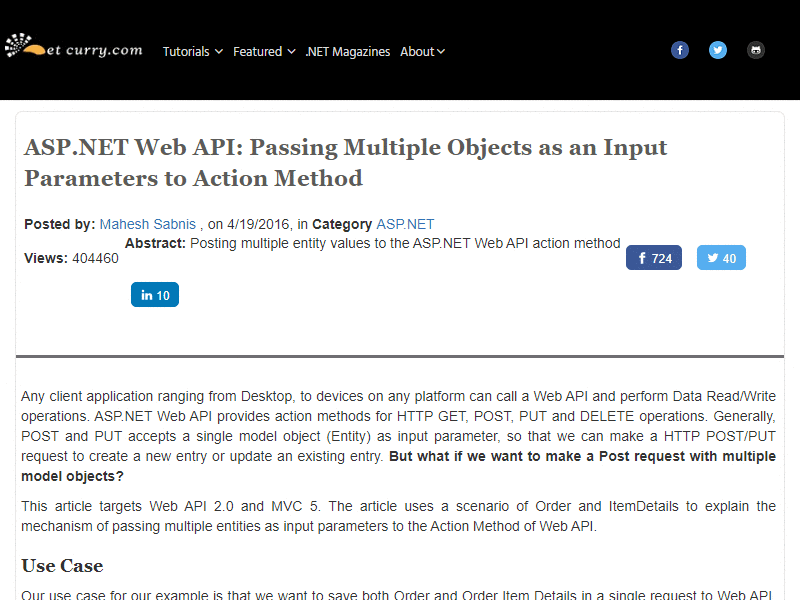 et curry.com
Tutorials
Featured
.NET Magazines
About
ASP.NET Web API: Passing Multiple Objects as an Input
Parameters to Action Method
Posted by: Mahesh Sabnis , on 4/19/2016, in Category ASP.NET
Views: 404460
Abstract: Posting multiple entity values to the ASP.NET Web API action method
f 724
40
in 10
Any client application ranging from Desktop, to devices on any platform can call a Web API and perform Data Read/Write
operations. ASP.NET Web API provides action methods for HTTP GET, POST, PUT and DELETE operations. Generally,
POST and PUT accepts a single model object (Entity) as input parameter, so that we can make a HTTP POST/PUT
request to create a new entry or update an existing entry. But what if we want to make a Post request with multiple
model objects?
This article targets Web API 2.0 and MVC 5. The article uses a scenario of Order and ItemDetails to explain the
mechanism of passing multiple entities as input parameters to the Action Method of Web API.
Use Case
Our use case for our example is that we want to save both Order and Order Item Details in a single request to Web API.